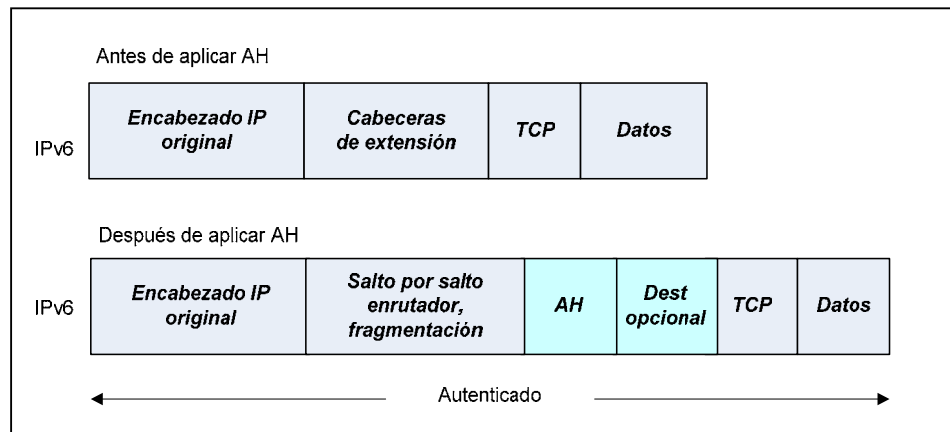 Antes de aplicar AH
IPv6
Encabezado IP
original
Cabeceras
de extensión
TCP
Datos
Después de aplicar AH
IPv6
Encabezado IP
original
Salto por salto
enrutador,
fragmentación
AH
Dest
opcional
TCP
Datos
Autenticado